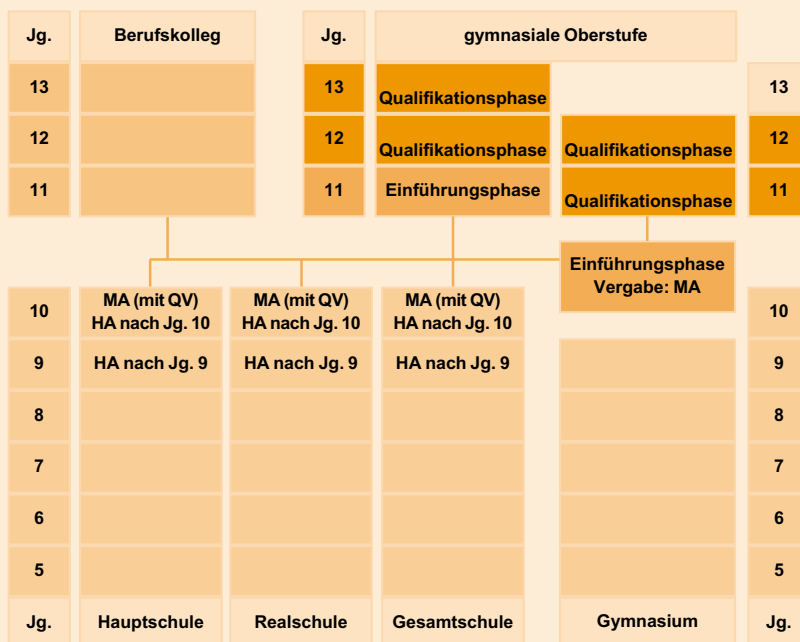 Jg. Berufskolleg Jg. gymnasiale Oberstufe
13 13 Qualifikationsphase 13
12 12 Qualifikationsphase Qualifikationsphase 12
11 11 Einführungsphase Qualifikationsphase 11
Einführungsphase
Vergabe: MA
10 MA (mit QV) MA (mit QV) MA (mit QV) 10
HA nach Jg. 10 HA nach Jg. 10 HA nach Jg. 10
9 HA nach Jg. 9 HA nach Jg. 9 HA nach Jg. 9 9
8 8
7 7
6 6
5 5
Jg. Hauptschule Realschule Gesamtschule Gymnasium Jg.